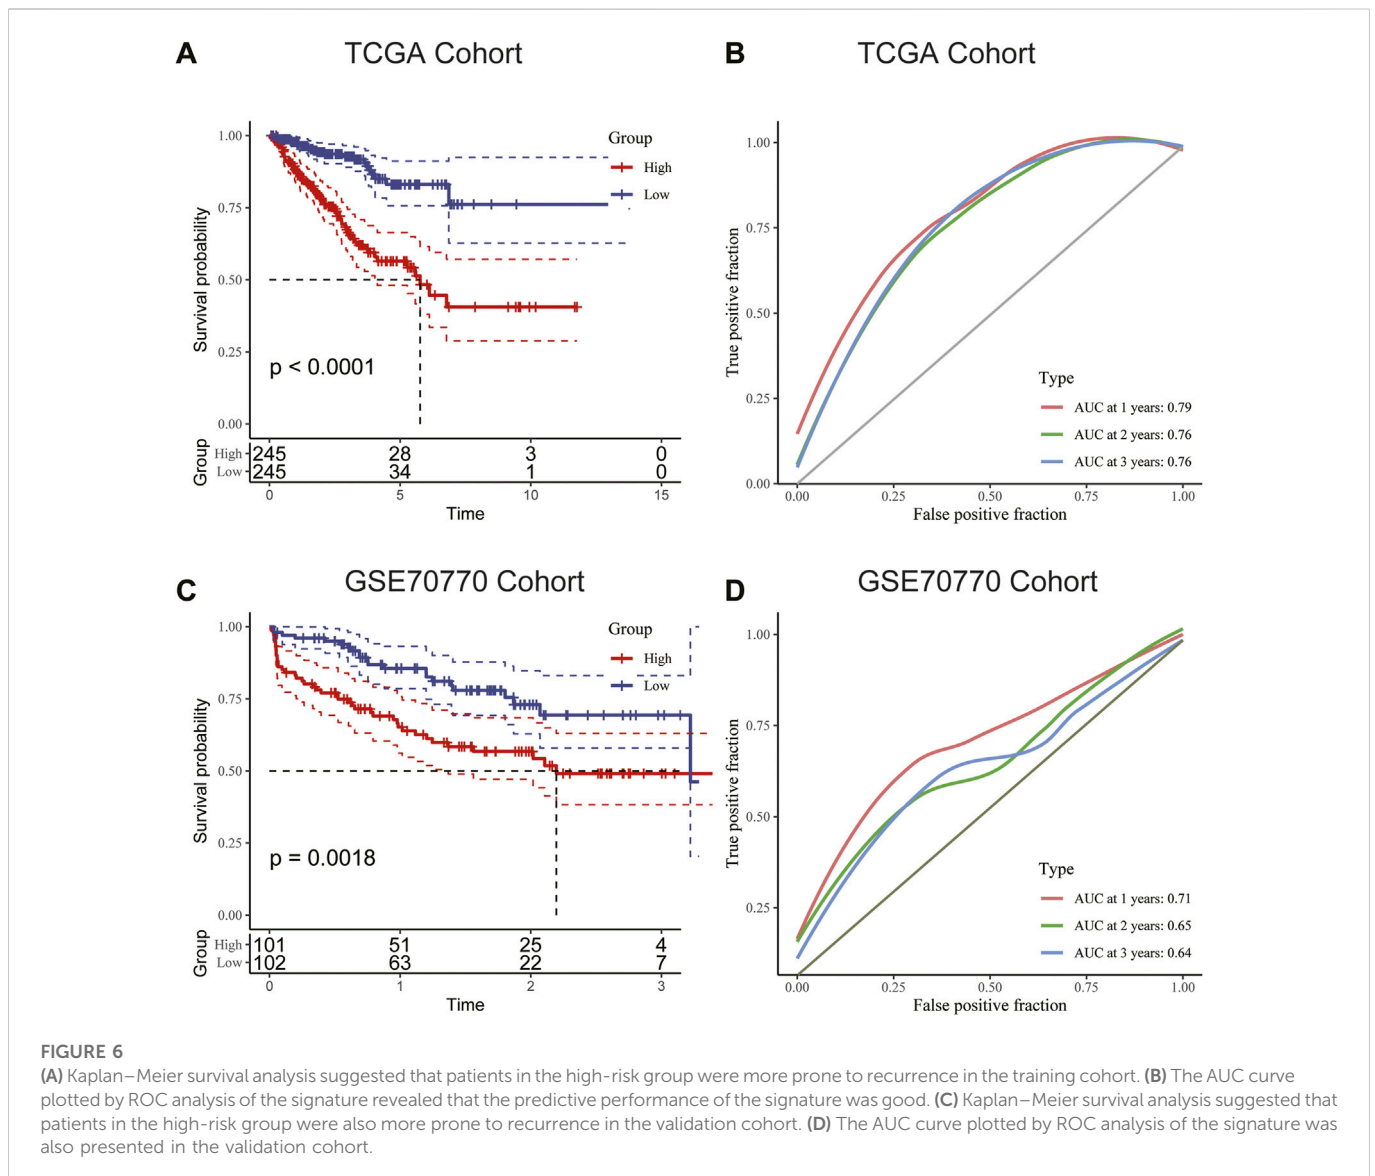 A
TCGA Cohort
1.00
0.75
0.50
0.25
0.00
Survival probability
Group
High
Low
p < 0.0001
Group
High 245 28 3 0
Low 245 34 1 0
0 5 10 15
Time
B
TCGA Cohort
1.00
0.75
0.50
0.25
0.00
True positive fraction
Type
AUC at 1 years: 0.79
AUC at 2 years: 0.76
AUC at 3 years: 0.76
0.00 0.25 0.50 0.75 1.00
False positive fraction
C
GSE70770 Cohort
1.00
0.75
0.50
0.25
0.00
Survival probability
Group
High
Low
p = 0.0018
Group
High 101 51 25 4
Low 102 63 22 7
0 1 2 3
Time
D
GSE70770 Cohort
1.00
0.75
0.50
0.25
True positive fraction
Type
AUC at 1 years: 0.71
AUC at 2 years: 0.65
AUC at 3 years: 0.64
0.00 0.25 0.50 0.75 1.00
False positive fraction
FIGURE 6
(A) Kaplan–Meier survival analysis suggested that patients in the high-risk group were more prone to recurrence in the training cohort. (B) The AUC curve
plotted by ROC analysis of the signature revealed that the predictive performance of the signature was good. (C) Kaplan–Meier survival analysis suggested that
patients in the high-risk group were also more prone to recurrence in the validation cohort. (D) The AUC curve plotted by ROC analysis of the signature was
also presented in the validation cohort.